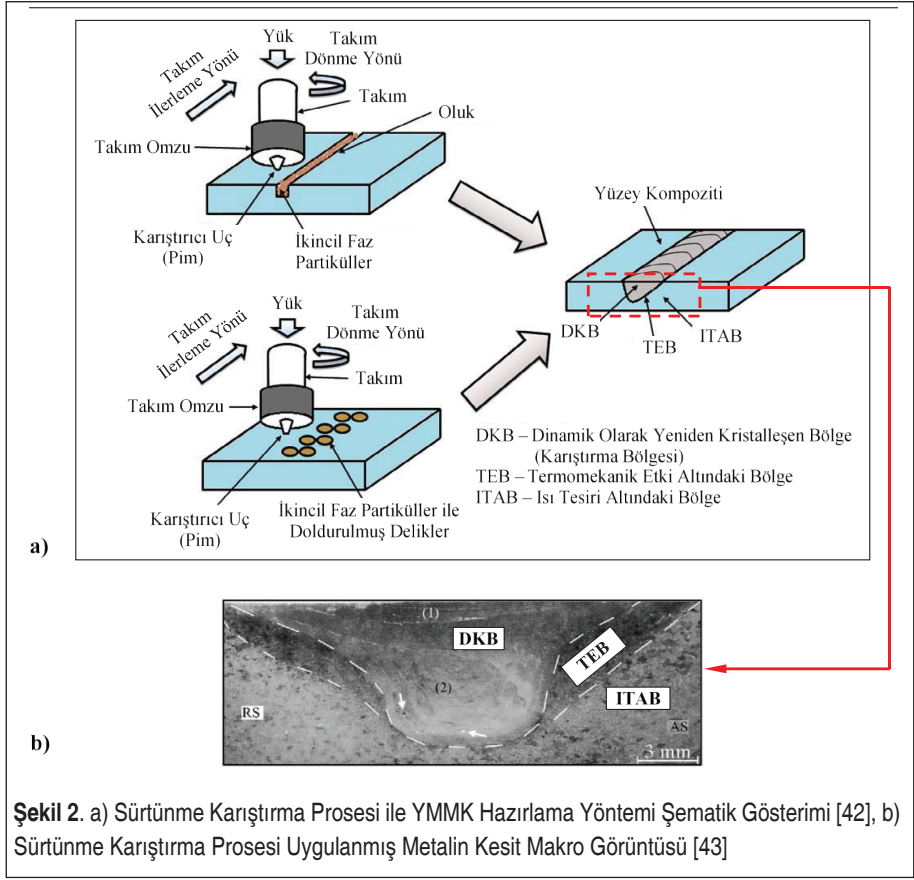 Takım
İlerleme Yönü
Yük
Takım
Dönme Yönü
Takım
Oluk
Takım Omzu
Karıştırıcı Uç
(Pim)
İkincil Faz
Partiküller
Takım
İlerleme Yönü
Yük
Takım
Dönme Yönü
Takım
Takım Omzu
Karıştırıcı Uç
(Pim)
İkincil Faz Partiküller ile
Doldurulmuş Delikler
Yüzey Kompoziti
DKB
TEB
ITAB
DKB – Dinamik Olarak Yeniden Kristalleşen Bölge
(Karıştırma Bölgesi)
TEB – Termomekanik Etki Altındaki Bölge
ITAB – Isı Tesiri Altındaki Bölge
a)
(1)
DKB
TEB
(2)
ITAB
RS
AS
3 mm
b)
Şekil 2. a) Sürtünme Karıştırma Prosesi ile YMMK Hazırlama Yöntemi Şematik Gösterimi [42], b)
Sürtünme Karıştırma Prosesi Uygulanmış Metalin Kesit Makro Görüntüsü [43]